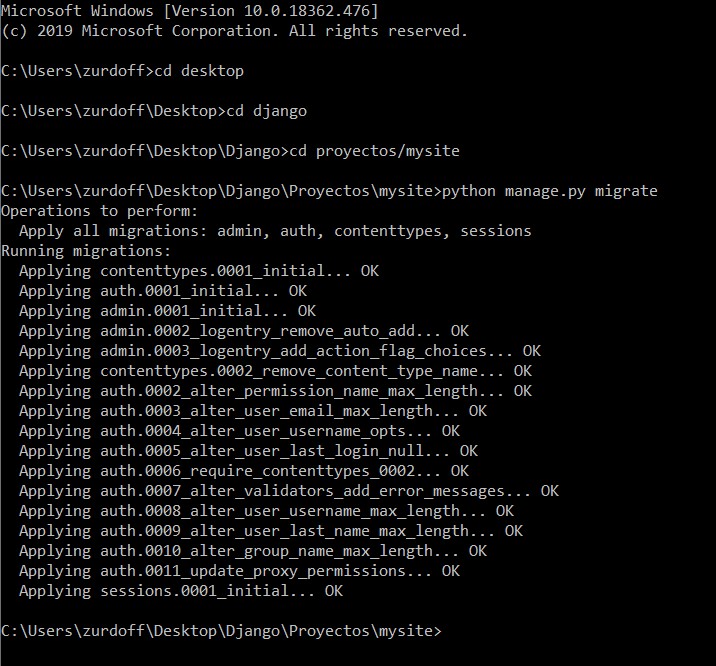 Microsoft Windows [Version 10.0.18362.476]
(c) 2019 Microsoft Corporation. All rights reserved.
C:\Users\zurdoff>cd desktop
C:\Users\zurdoff\Desktop>cd django
C:\Users\zurdoff\Desktop\Django>cd proyectos/mysite
C:\Users\zurdoff\Desktop\Django\Proyectos\mysite>python manage.py migrate
Operations to perform:
  Apply all migrations: admin, auth, contenttypes, sessions
Running migrations:
  Applying contenttypes.0001_initial... OK
  Applying auth.0001_initial... OK
  Applying admin.0001_initial... OK
  Applying admin.0002_logentry_remove_auto_add... OK
  Applying admin.0003_logentry_add_action_flag_choices... OK
  Applying contenttypes.0002_remove_content_type_name... OK
  Applying auth.0002_alter_permission_name_max_length... OK
  Applying auth.0003_alter_user_email_max_length... OK
  Applying auth.0004_alter_user_username_opts... OK
  Applying auth.0005_alter_user_last_login_null... OK
  Applying auth.0006_require_contenttypes_0002... OK
  Applying auth.0007_alter_validators_add_error_messages... OK
  Applying auth.0008_alter_user_username_max_length... OK
  Applying auth.0009_alter_user_last_name_max_length... OK
  Applying auth.0010_alter_group_name_max_length... OK
  Applying auth.0011_update_proxy_permissions... OK
  Applying sessions.0001_initial... OK
C:\Users\zurdoff\Desktop\Django\Proyectos\mysite>